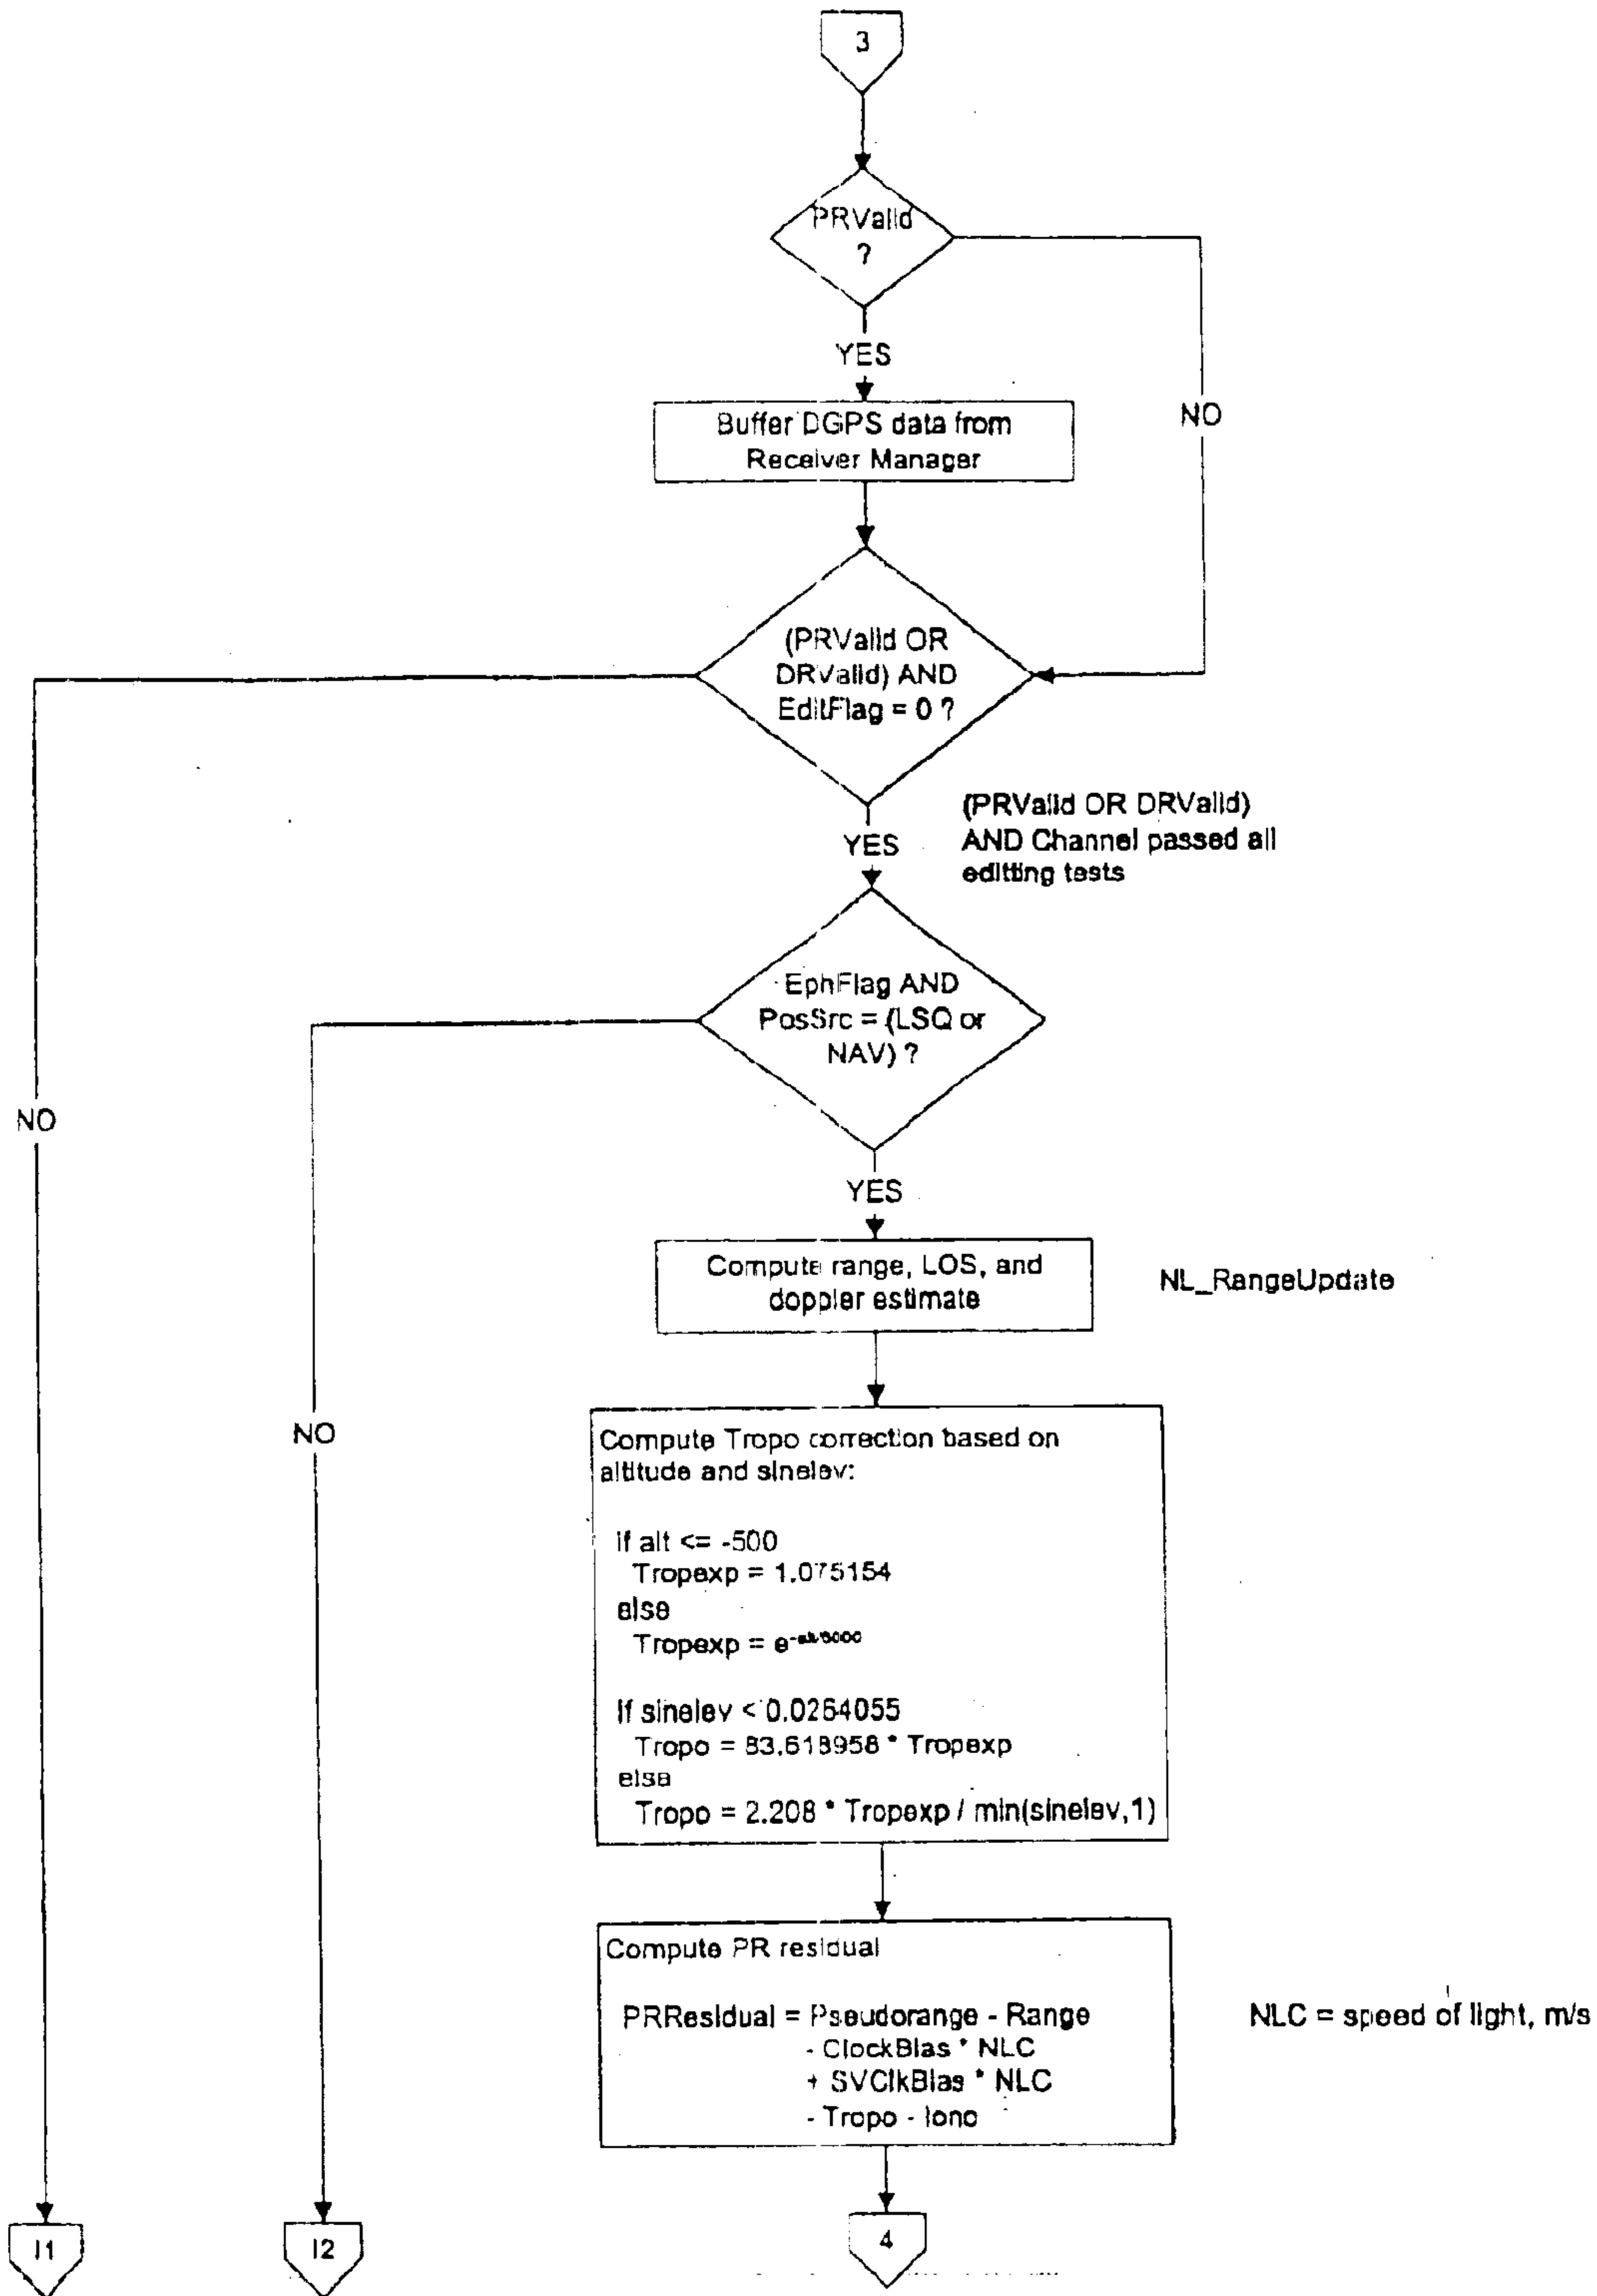 3
PRValid
?
YES
NO
Buffer DGPS data from
Receiver Manager
(PRValid OR
DRValid) AND
EditFlag = 0 ?
(PRValid OR DRValid)
AND Channel passed all
editting tests
YES
EphFlag AND
PosSrc = (LSQ or
NAV) ?
NO
YES
Compute range, LOS, and
doppler estimate
NL_RangeUpdate
NO
Compute Tropo correction based on
altitude and sinelev:
If alt <= -500
Tropexp = 1.075154
else
Tropexp = e
If sinelev < 0.0264055
Tropo = 83.618958 * Tropexp
else
Tropo = 2.208 * Tropexp / min(sinelev,1)
Compute PR residual
PRResidual = Pseudorange - Range
- ClockBias * NLC
+ SVClkBias * NLC
- Tropo - Iono
NLC = speed of light, m/s
I1
I2
4